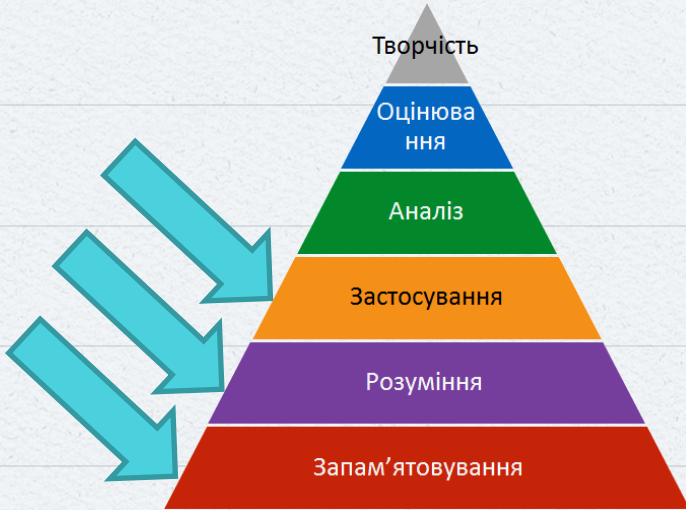 Творчість
Оцінюва
ння
Аналіз
Застосування
Розуміння
Запам’ятовування